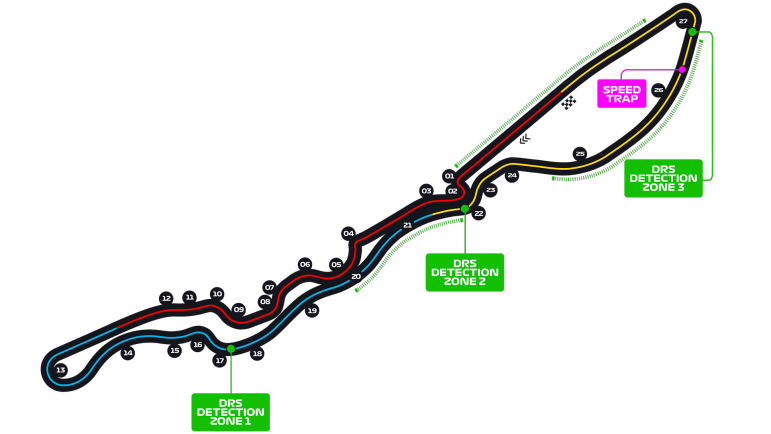 27
SPEED
TRAP
26
25
DRS
DETECTION
ZONE 3
24
01
02
03
23
22
21
04
DRS
DETECTION
ZONE 2
06
05
20
07
08
10
11
12
09
19
16
15
14
17
18
13
DRS
DETECTION
ZONE 1